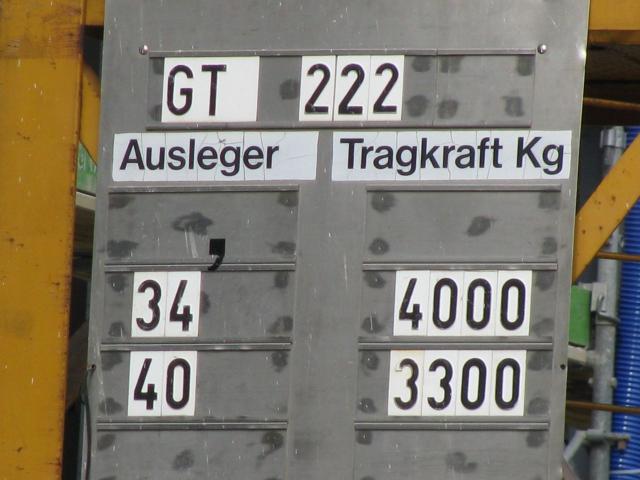 GT 222
Ausleger Tragkraft Kg
,
34 4000
40 3300